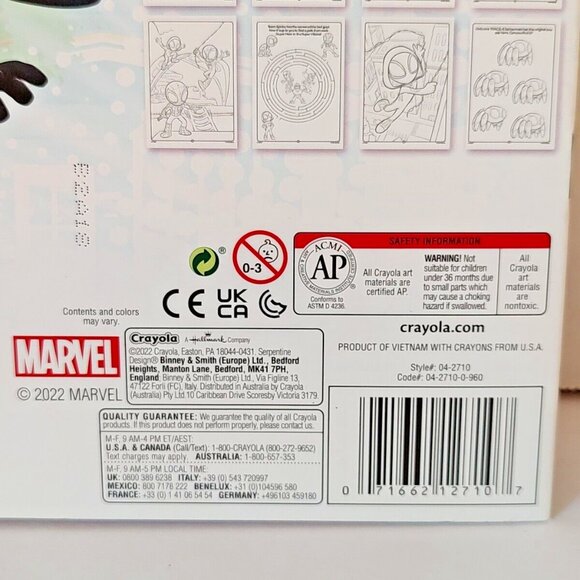 0-3
ACMI
AP
Conforms to
ASTM D 4236.
SAFETY INFORMATION
All Crayola art
materials are
certified AP.
WARNING! Not
suitable for children
under 36 months due
to small parts which
may cause a choking
hazard if swallowed.
All
Crayola
art
materials
are
nontoxic.
CE UK
CA
Contents and colors
may vary.
MARVEL
© 2022 MARVEL
Crayola A Hallmark Company
©2022 Crayola, Easton, PA 18044-0431. Serpentine
Design® Binney & Smith (Europe) Ltd., Bedford
Heights, Manton Lane, Bedford, MK41 7PH,
England. Binney & Smith (Europe) Ltd., Via Figline 13,
47122 Forlì (FC), Italy. Distributed in Australia by Crayola
(Australia) Pty.Ltd.10 Caribbean Drive Scoresby Victoria 3179
crayola.com
PRODUCT OF VIETNAM WITH CRAYONS FROM U.S.A.
Style#: 04-2710
Code#: 04-2710-0-960
QUALITY GUARANTEE: We guarantee the quality of all Crayola
products. If this product does not perform properly, please contact us.
M-F, 9 AM-4 PM ET/AEST:
U.S.A. & CANADA (Call/Text): 1-800-CRAYOLA (800-272-9652)
Text charges may apply. AUSTRALIA: 1-800-657-353
M-F, 9 AM-5 PM LOCAL TIME:
UK: 0800 389 6238 ITALY: +39 (0) 543 720997
MEXICO: 800 7178 222 BENELUX: +31 (0)104596 580
FRANCE: +33 (0) 1 41 06 54 54 GERMANY: +496103 459180
0 71662 12710 7